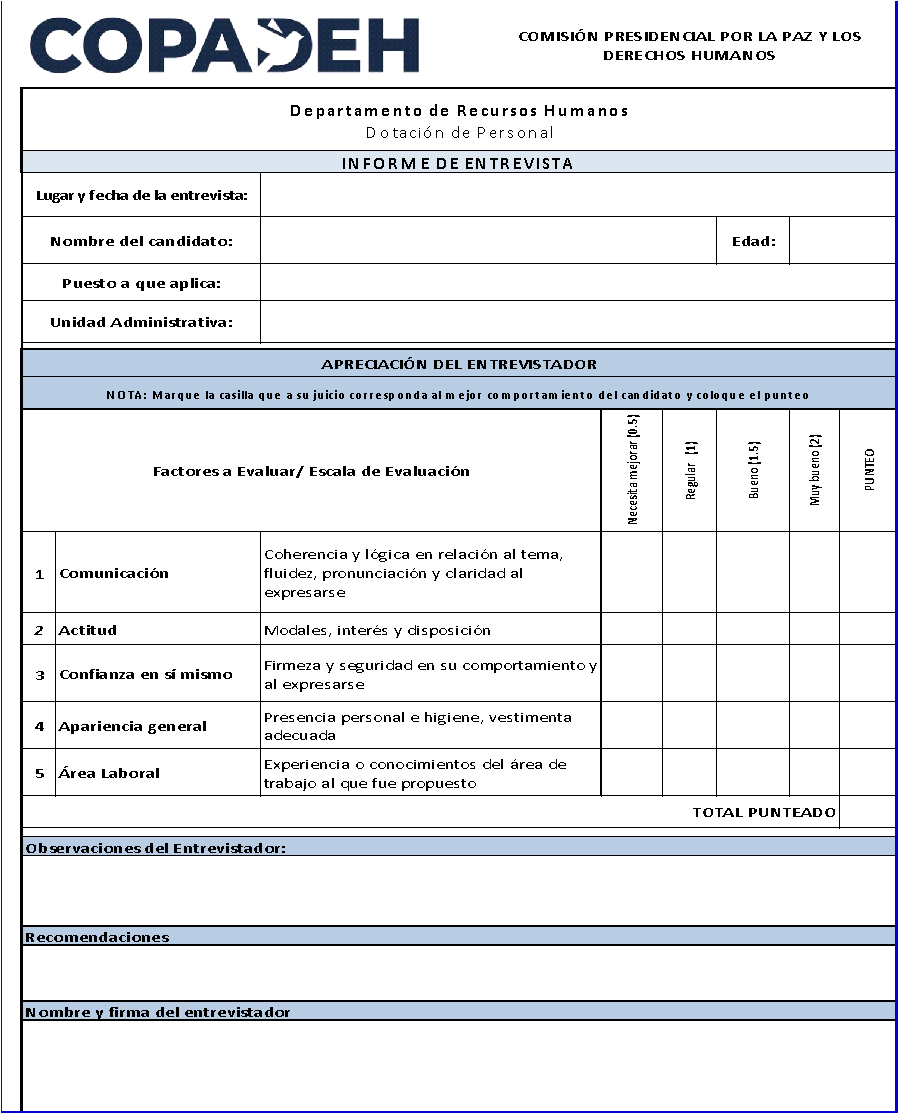 COPADEH
COMISIÓN PRESIDENCIAL POR LA PAZ Y LOS
DERECHOS HUMANOS
Departamento de Recursos Humanos
Dotación de Personal
INFORME DE ENTREVISTA
Lugar y fecha de la entrevista:
Nombre del candidato:
Edad:
Puesto a que aplica:
Unidad Administrativa:
APRECIACIÓN DEL ENTREVISTADOR
NOTA: Marque la casilla que a su juicio corresponda al mejor comportamiento del candidato y coloque el punteo
Factores a Evaluar/ Escala de Evaluación
Necesita mejorar (0.5)
Regular (1)
Bueno (1.5)
Muy bueno (2)
PUNTEO
1 Comunicación
Coherencia y lógica en relación al tema,
fluidez, pronunciación y claridad al
expresarse
2 Actitud
Modales, interés y disposición
3 Confianza en sí mismo
Firmeza y seguridad en su comportamiento y
al expresarse
4 Apariencia general
Presencia personal e higiene, vestimenta
adecuada
5 Área Laboral
Experiencia o conocimientos del área de
trabajo al que fue propuesto
TOTAL PUNTEADO
Observaciones del Entrevistador:
Recomendaciones
Nombre y firma del entrevistador